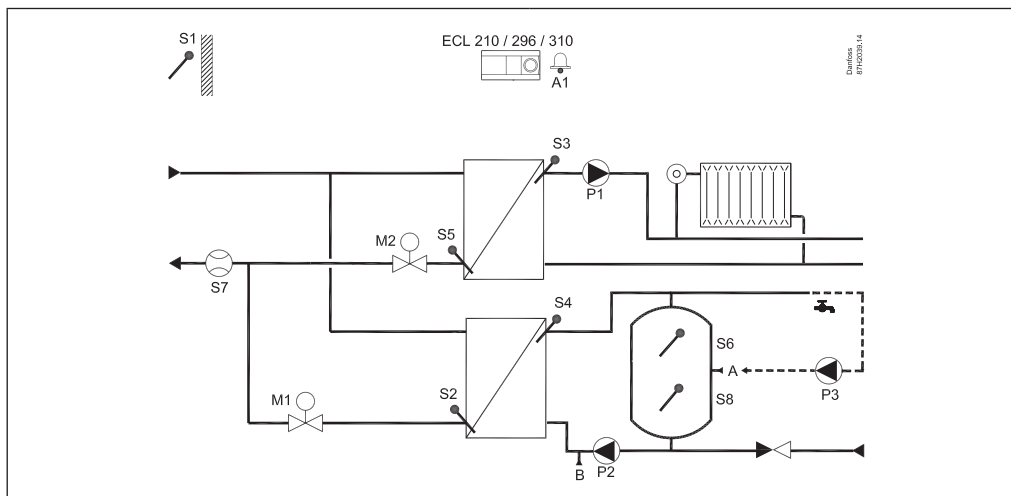 S1
ECL 210 / 296 / 310
A1
Danfoss
87H2039.14
S3
P1
M2
S5
S7
S4
S6
A
S8
P3
M1
S2
P2
B